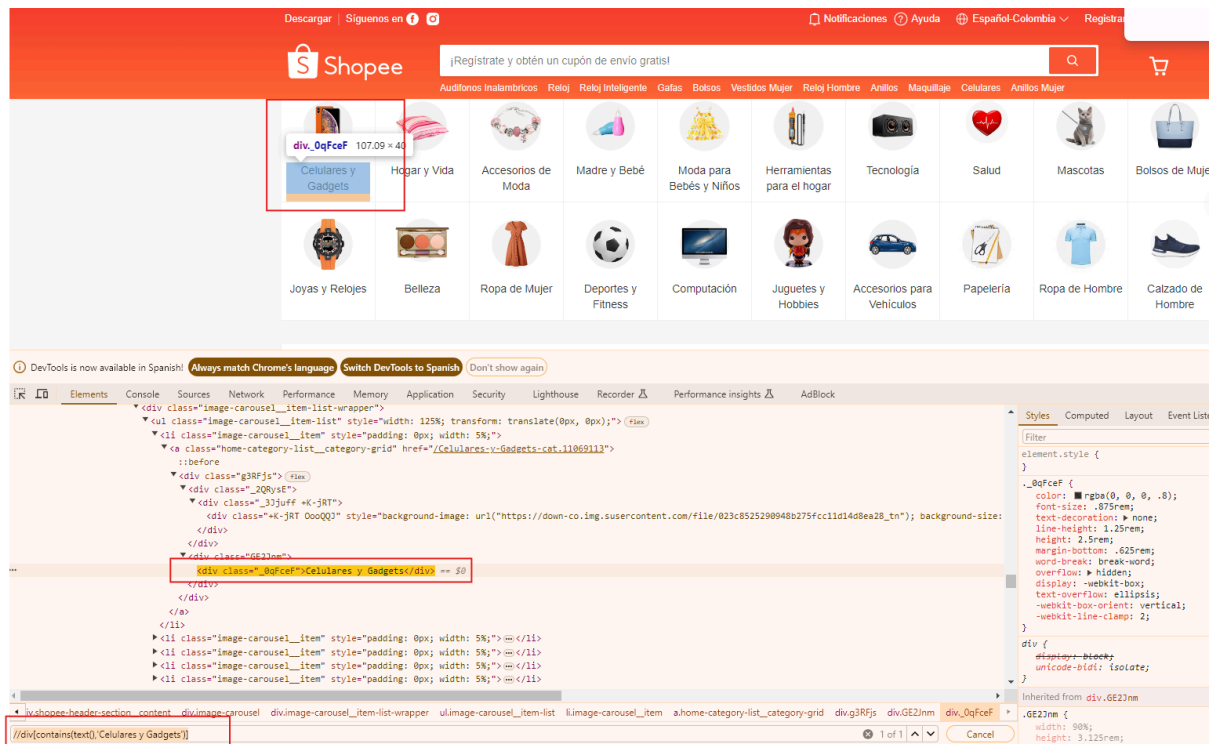 Descargar | Síguenos en
Notificaciones
Ayuda
Español-Colombia
Registrar
Shopee
¡Regístrate y obtén un cupón de envío gratis!
Audifonos Inalambricos Reloj Reloj Inteligente Gafas Bolsos Vestidos Mujer Reloj Hombre Anillos Maquillaje Celulares Anillos Mujer
div._0qFceF 107.09 × 40
Celulares y
Gadgets
Hogar y Vida
Accesorios de
Moda
Madre y Bebé
Moda para
Bebés y Niños
Herramientas
para el hogar
Tecnología
Salud
Mascotas
Bolsos de Muje
Joyas y Relojes
Belleza
Ropa de Mujer
Deportes y
Fitness
Computación
Juguetes y
Hobbies
Accesorios para
Vehículos
Papelería
Ropa de Hombre
Calzado de
Hombre
DevTools is now available in Spanish! Always match Chrome's language Switch DevTools to Spanish Don't show again
Elements Console Sources Network Performance Memory Application Security Lighthouse Recorder Performance insights AdBlock
<div class="image-carousel__item-list-wrapper">
<ul class="image-carousel__item-list" style="width: 125%; transform: translate(0px, 0px);"> flex
<li class="image-carousel__item" style="padding: 0px; width: 5%;">
<a class="home-category-list__category-grid" href="/Celulares-y-Gadgets-cat.11069113">
::before
<div class="g3RFjs"> flex
<div class="_2QRysE">
<div class="_3Jjuff +K-jRT">
<div class="+K-jRT OooQQJ" style="background-image: url("https://down-co.img.susercontent.com/file/023c8525290948b275fcc11d14d8ea28_tn"); background-size:
</div>
</div>
<div class="GE2Jnm">
... <div class="_0qFceF">Celulares y Gadgets</div> == $0
</div>
</div>
</a>
</li>
<li class="image-carousel__item" style="padding: 0px; width: 5%;"> … </li>
<li class="image-carousel__item" style="padding: 0px; width: 5%;"> … </li>
<li class="image-carousel__item" style="padding: 0px; width: 5%;"> … </li>
<li class="image-carousel__item" style="padding: 0px; width: 5%;"> … </li>
iv.shopee-header-section__content div.image-carousel div.image-carousel__item-list-wrapper ul.image-carousel__item-list li.image-carousel__item a.home-category-list__category-grid div.g3RFjs div.GE2Jnm div._0qFceF
//div[contains(text(),'Celulares y Gadgets')]
1 of 1
Cancel
Styles Computed Layout Event Liste
Filter
element.style {
}
._0qFceF {
color: rgba(0, 0, 0, .8);
font-size: .875rem;
text-decoration: none;
line-height: 1.25rem;
height: 2.5rem;
margin-bottom: .625rem;
word-break: break-word;
overflow: hidden;
display: -webkit-box;
text-overflow: ellipsis;
-webkit-box-orient: vertical;
-webkit-line-clamp: 2;
}
div {
display: block;
unicode-bidi: isolate;
}
Inherited from div.GE2Jnm
.GE2Jnm {
width: 90%;
height: 3.125rem;